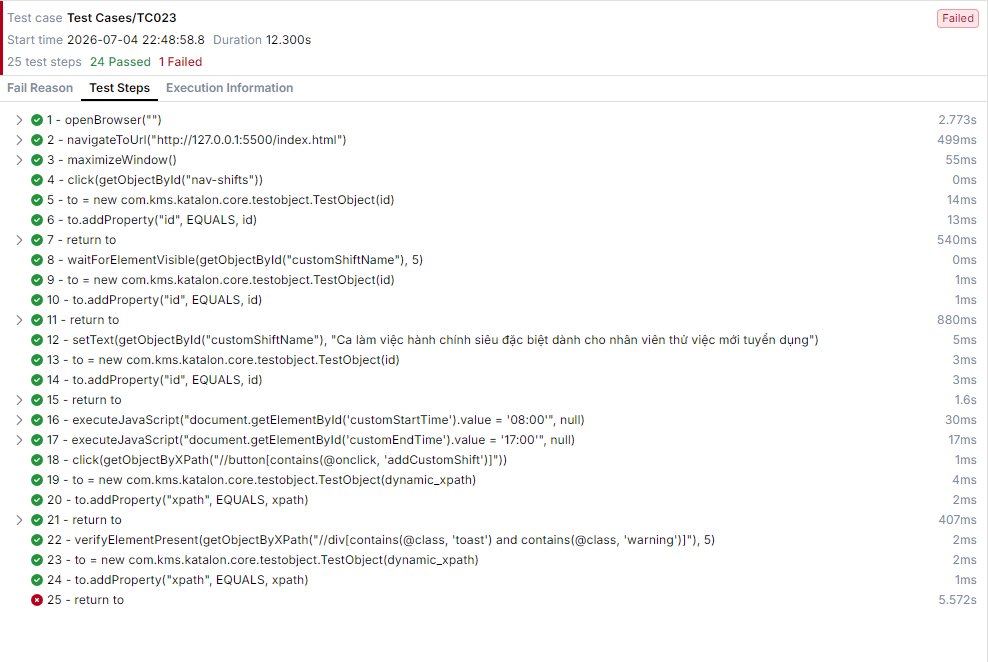 Test case Test Cases/TC023 Failed
Start time 2026-07-04 22:48:58.8 Duration 12.300s
25 test steps 24 Passed 1 Failed
Fail Reason Test Steps Execution Information
1 - openBrowser("") 2.773s
2 - navigateToUrl("http://127.0.0.1:5500/index.html") 499ms
3 - maximizeWindow() 55ms
4 - click(getObjectById("nav-shifts")) 0ms
5 - to = new com.kms.katalon.core.testobject.TestObject(id) 14ms
6 - to.addProperty("id", EQUALS, id) 13ms
7 - return to 540ms
8 - waitForElementVisible(getObjectById("customShiftName"), 5) 0ms
9 - to = new com.kms.katalon.core.testobject.TestObject(id) 1ms
10 - to.addProperty("id", EQUALS, id) 1ms
11 - return to 880ms
12 - setText(getObjectById("customShiftName"), "Ca làm việc hành chính siêu đặc biệt dành cho nhân viên thử việc mới tuyển dụng") 5ms
13 - to = new com.kms.katalon.core.testobject.TestObject(id) 3ms
14 - to.addProperty("id", EQUALS, id) 3ms
15 - return to 1.6s
16 - executeJavaScript("document.getElementById('customStartTime').value = '08:00'", null) 30ms
17 - executeJavaScript("document.getElementById('customEndTime').value = '17:00'", null) 17ms
18 - click(getObjectByXPath("//button[contains(@onclick, 'addCustomShift')]")) 1ms
19 - to = new com.kms.katalon.core.testobject.TestObject(dynamic_xpath) 4ms
20 - to.addProperty("xpath", EQUALS, xpath) 2ms
21 - return to 407ms
22 - verifyElementPresent(getObjectByXPath("//div[contains(@class, 'toast') and contains(@class, 'warning')]"), 5) 2ms
23 - to = new com.kms.katalon.core.testobject.TestObject(dynamic_xpath) 2ms
24 - to.addProperty("xpath", EQUALS, xpath) 1ms
25 - return to 5.572s